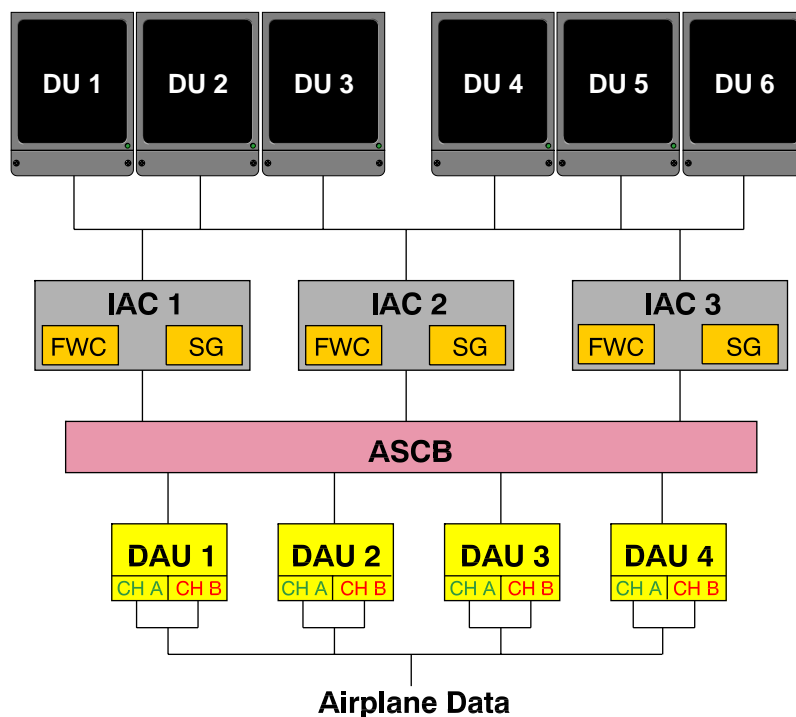 DU 1 DU 2 DU 3 DU 4 DU 5 DU 6
IAC 1 IAC 2 IAC 3
FWC SG FWC SG FWC SG
ASCB
DAU 1 DAU 2 DAU 3 DAU 4
CH A CH B CH A CH B CH A CH B CH A CH B
Airplane Data